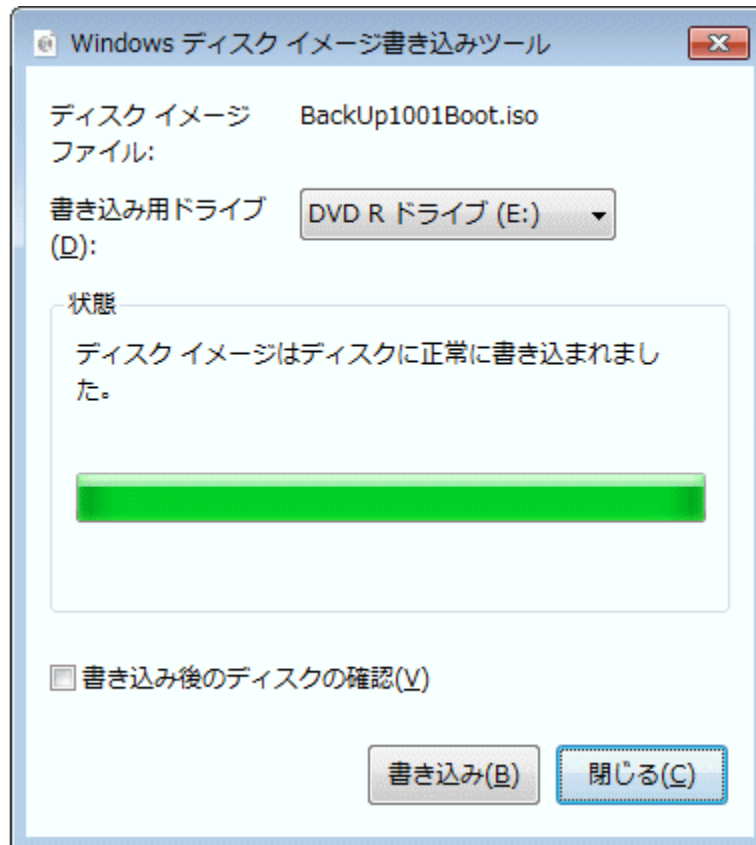 Windows ディスク イメージ書き込みツール
ディスク イメージ
ファイル:
BackUp1001Boot.iso
書き込み用ドライブ
(D):
DVD R ドライブ (E:)
状態
ディスク イメージはディスクに正常に書き込まれまし
た。
書き込み後のディスクの確認(V)
書き込み(B)
閉じる(C)